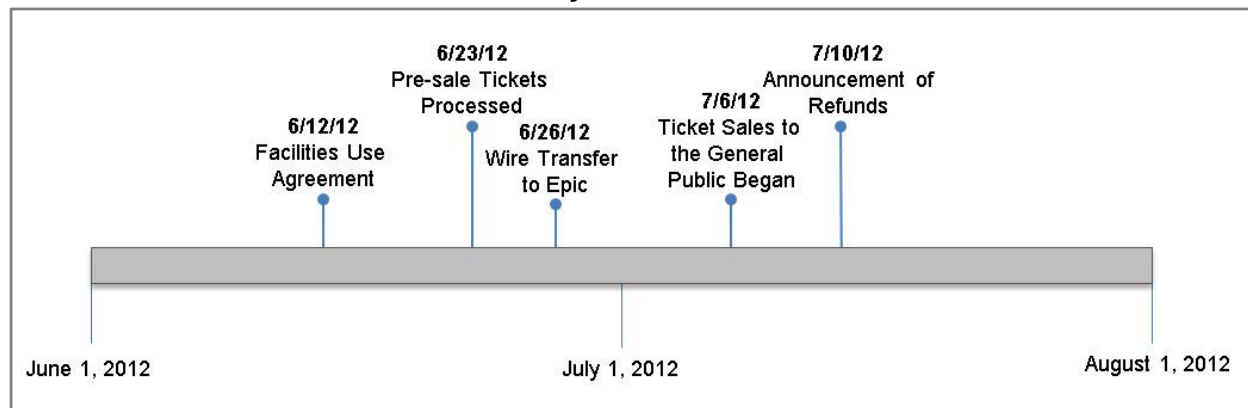 6/12/12
Facilities Use
Agreement
6/23/12
Pre-sale Tickets
Processed
6/26/12
Wire Transfer
to Epic
7/6/12
Ticket Sales to
the General
Public Began
7/10/12
Announcement of
Refunds
June 1, 2012
July 1, 2012
August 1, 2012